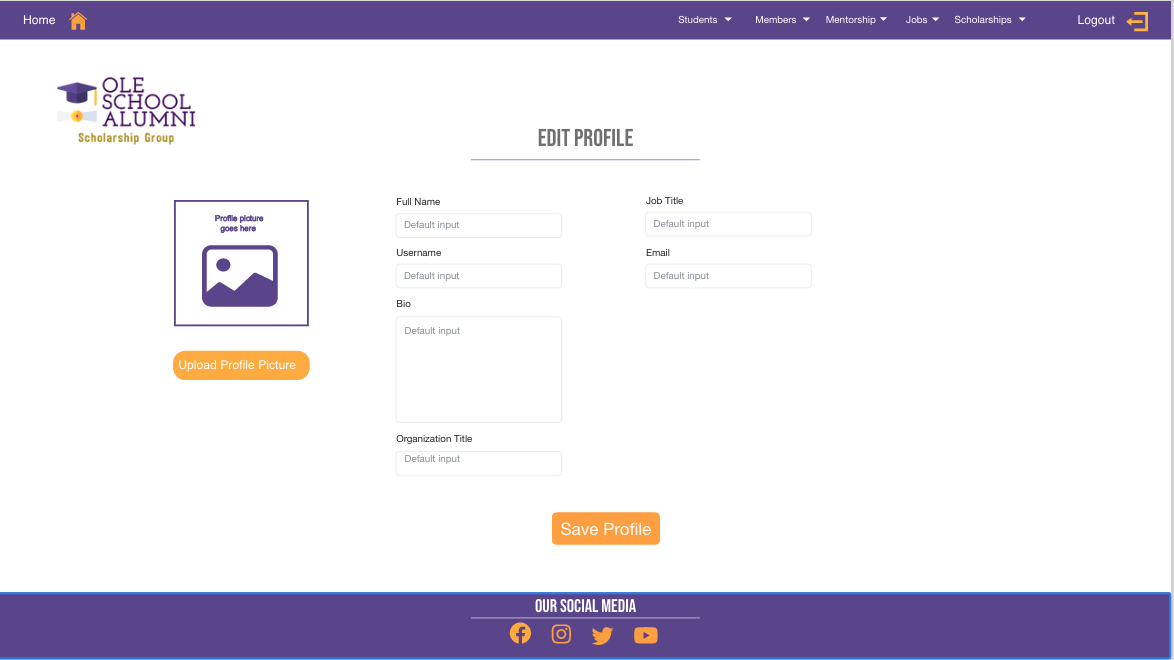 Home
Students
Members
Mentorship
Jobs
Scholarships
Logout
OLE
SCHOOL
ALUMNI
Scholarship Group
EDIT PROFILE
Profile picture
goes here
Upload Profile Picture
Full Name
Default input
Username
Default input
Bio
Default input
Organization Title
Default input
Job Title
Default input
Email
Default input
Save Profile
OUR SOCIAL MEDIA